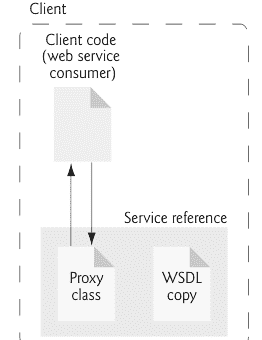 Client
Client code
(web service
consumer)
Service reference
Proxy
class
WSDL
copy